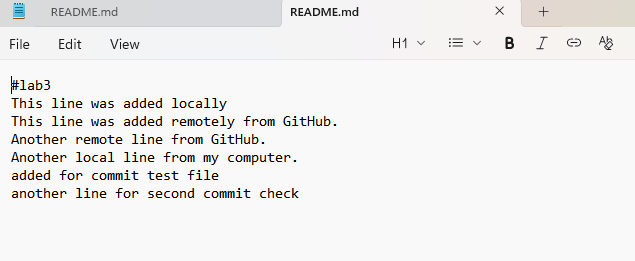 README.md README.md
File Edit View H1 B I
#lab3
This line was added locally
This line was added remotely from GitHub.
Another remote line from GitHub.
Another local line from my computer.
added for commit test file
another line for second commit check